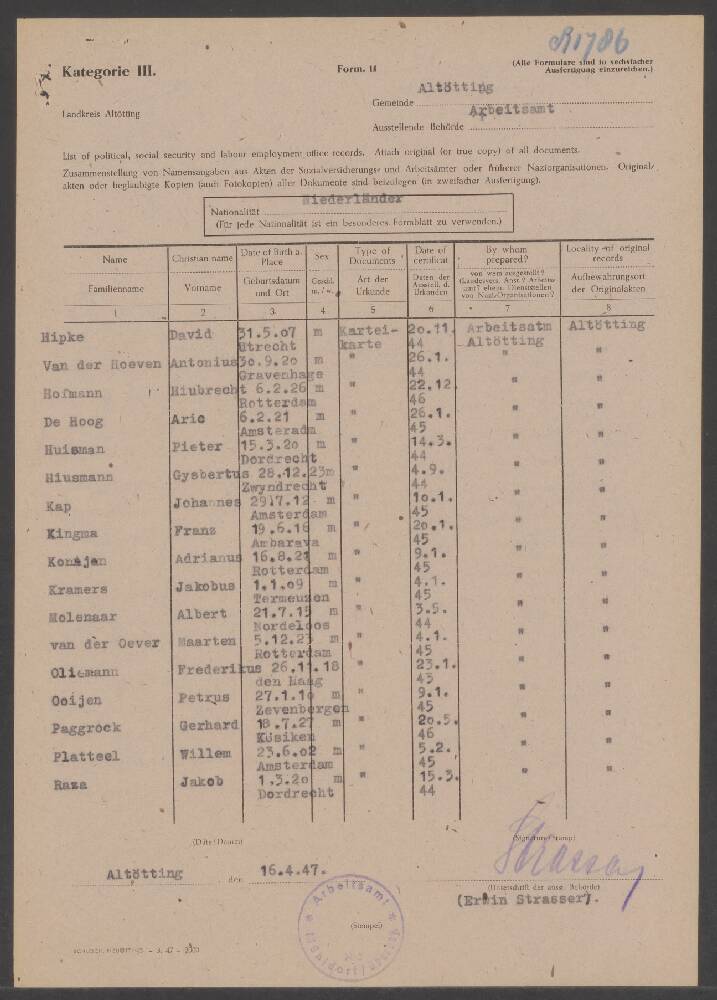 R1786
Kategorie III.
Form. 11
(Alle Formulare sind in sechsfacher
Ausfertigung einzureichen.)
Altötting
Gemeinde
Landkreis Altötting
Arbeitsamt
Ausstellende Behörde
List of political, social security and labour employment office records. Attach original (or true copy) of all documents.
Zusammenstellung von Namensangaben aus Akten der Sozialversicherungs- und Arbeitsämter oder früherer Naziorganisationen. Original-
akten oder beglaubigte Kopien (auch Fotokopien) aller Dokumente sind beizulegen (in zweifacher Ausfertigung).
Niederländer
Nationalität
(Für jede Nationalität ist ein besonderes Formblatt zu verwenden.)
Name Christian name Date of Birth a. Place Sex Type of Documents Date of certificat By whom prepared? Locality of original records
Familienname Vorname Geburtsdatum und Ort Geschl. m./w. Art der Urkunde Daten der Ausstell. d. Urkunden von wem ausgestellt? Aufbewahrungsort der Originalakten
1 2 3. 4 5 6 7 8
Hipke David 31.5.07 m Kartei- 20.11. Arbeitsatm Altötting
Utrecht karte 44 Altötting
Van der Hoeven Antonius 30.9.20 m " 26.1. " "
Gravenhage 44
Hofmann Hiubrecht 6.2.26 m " 22.12. " "
Rotterdam 46
De Hoog Arie 6.2.21 m " 26.1. " "
Amsteradm 45
Huisman Pieter 15.3.20 m " 14.3. " "
Dordrecht 44
Hiusmann Gysbertus 28.12.23m " 4.9. " "
Zwyndrecht 44
Kap Johannes 2917.12 m " 10.1. " "
Amsterdam 45
Kingma Franz 19.6.16 m " 20.1. " "
Ambarava 45
Konajen Adrianus 16.8.21 m " 9.1. " "
Rotterdam 45
Kramers Jakobus 1.1.09 m " 4.1. " "
Termeuzen 45
Molenaar Albert 21.7.15 m " 3.5. " "
Nordeloos 44
van der Oever Maarten 5.12.23 m " 4.1. " "
Rotterdam 45
Oliemann Frederikus 26.11.18 " 23.1. " "
den Haag 45
Ooijen Petrus 27.1.10 m " 9.1. " "
Zevenbergen 45
Paggrock Gerhard 18.7.27 m " 20.5. " "
Küsiken 46
Platteel Willem 23.6.02 m " 5.2. " "
Amsterdam 45
Raza Jakob 1.3.20 m " 15.3. " "
Dordrecht 44
(Date/Datum)
(Signature/Stamp)
Altötting den 16.4.47.
Strasser
(Unterschrift der ausst. Behörde)
(Erwin Strasser).
Arbeitsamt
(Stempel)